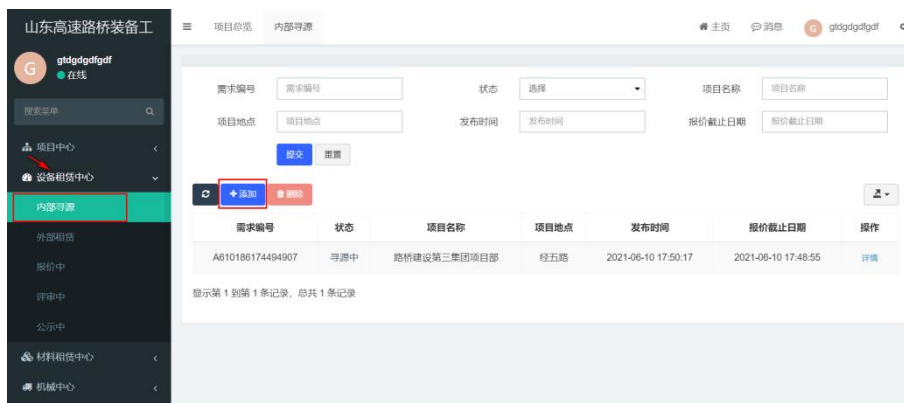 山东高速路桥装备工
项目总览 内部寻源 主页 消息 G gtdgdgdfgdf
G gtdgdgdfgdf
在线
搜索菜单
项目中心
设备租赁中心
内部寻源
外部租赁
报价中
评审中
公示中
材料租赁中心
机械中心
需求编号 需求编号 状态 选择 项目名称 项目名称
项目地点 项目地点 发布时间 发布时间 报价截止日期 报价截止日期
提交 重置
添加 删除
需求编号 状态 项目名称 项目地点 发布时间 报价截止日期 操作
A610186174494907 寻源中 路桥建设第三集团项目部 经五路 2021-06-10 17:50:17 2021-06-10 17:48:55 详情
显示第 1 到第 1 条记录，总共 1 条记录